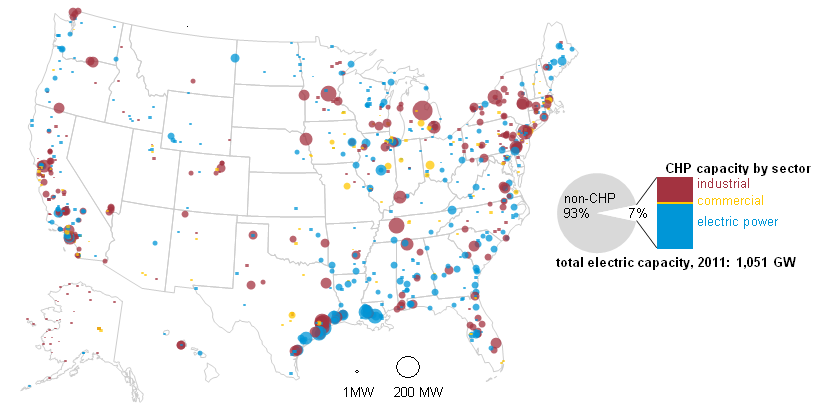 CHP capacity by sector
industrial
non-CHP
93%
7%
commercial
electric power
total electric capacity, 2011: 1,051 GW
1MW
200 MW